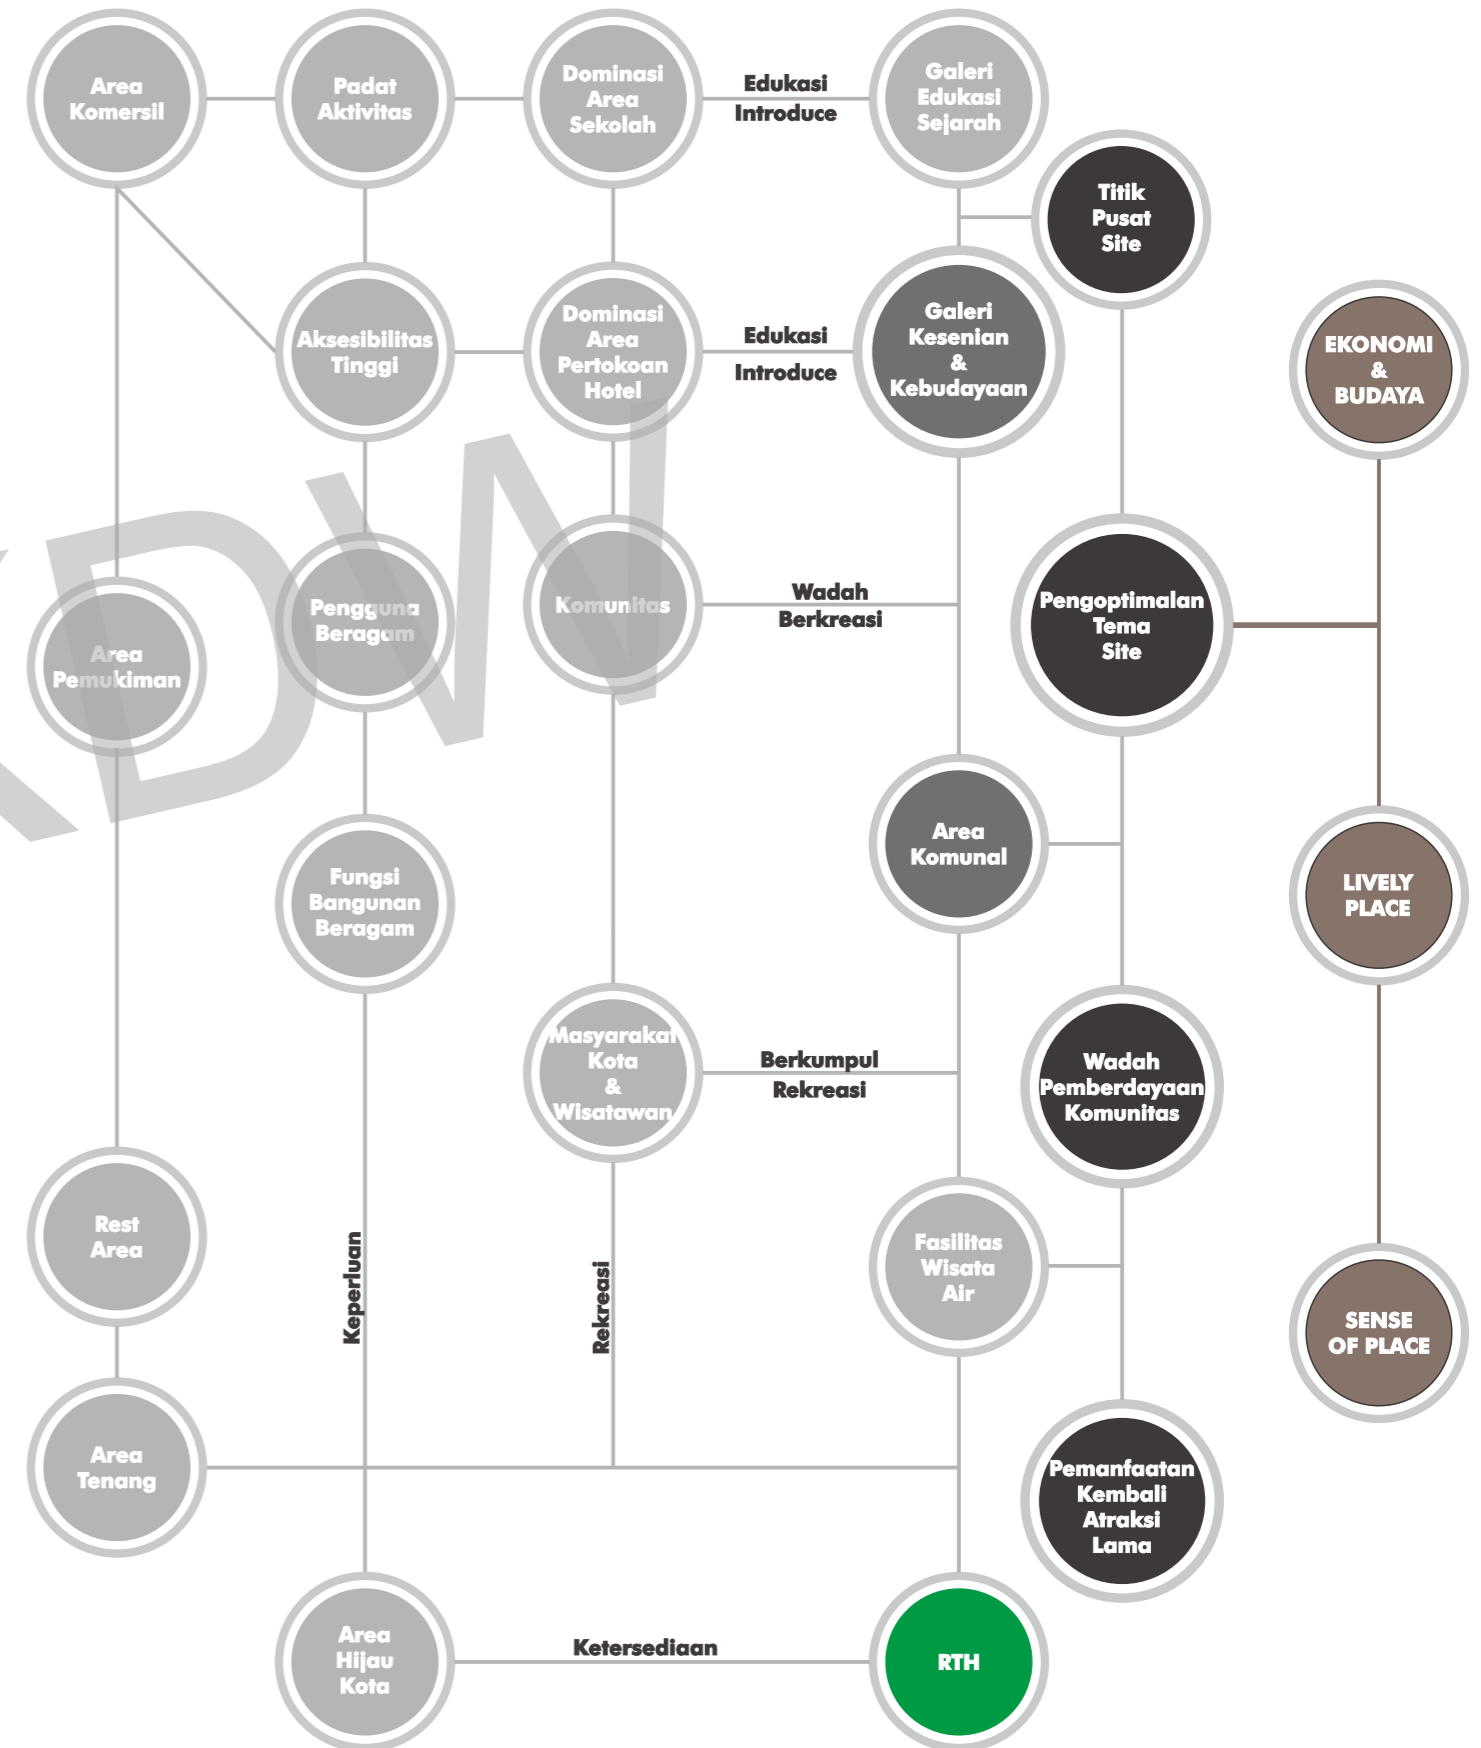 Area
Komersil
Padat
Aktivitas
Dominasi
Area
Sekolah
Edukasi
Introduce
Galeri
Edukasi
Sejarah
Titik
Pusat
Site
Aksesibilitas
Tinggi
Dominasi
Area
Pertokoan
Hotel
Edukasi
Introduce
Galeri
Kesenian
&
Kebudayaan
EKONOMI
&
BUDAYA
Area
Pemukiman
Pengguna
Beragam
Komunitas
Wadah
Berkreasi
Pengoptimalan
Tema
Site
Fungsi
Bangunan
Beragam
Area
Komunal
LIVELY
PLACE
Masyarakat
Kota
&
Wisatawan
Berkumpul
Rekreasi
Wadah
Pemberdayaan
Komunitas
Rest
Area
Keperluan
Rekreasi
Fasilitas
Wisata
Air
SENSE
OF PLACE
Area
Tenang
Pemanfaatan
Kembali
Atraksi
Lama
Area
Hijau
Kota
Ketersediaan
RTH
KDW